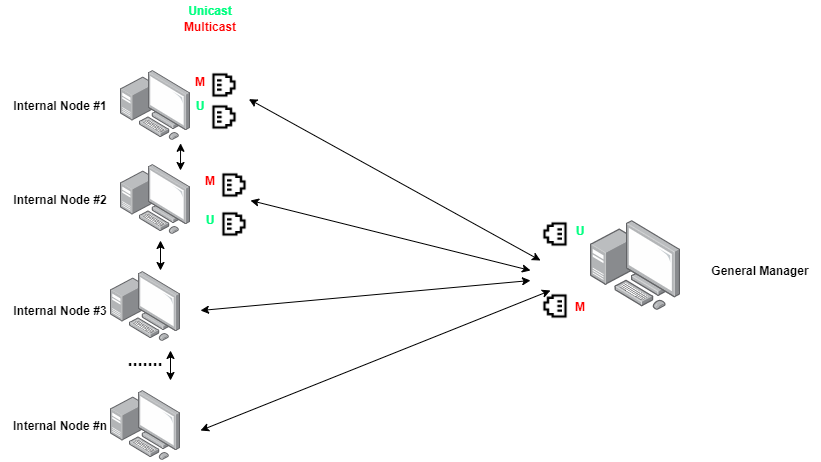 Unicast
Multicast
M
Internal Node #1
U
M
Internal Node #2
U
U
General Manager
Internal Node #3
M
.......
Internal Node #n